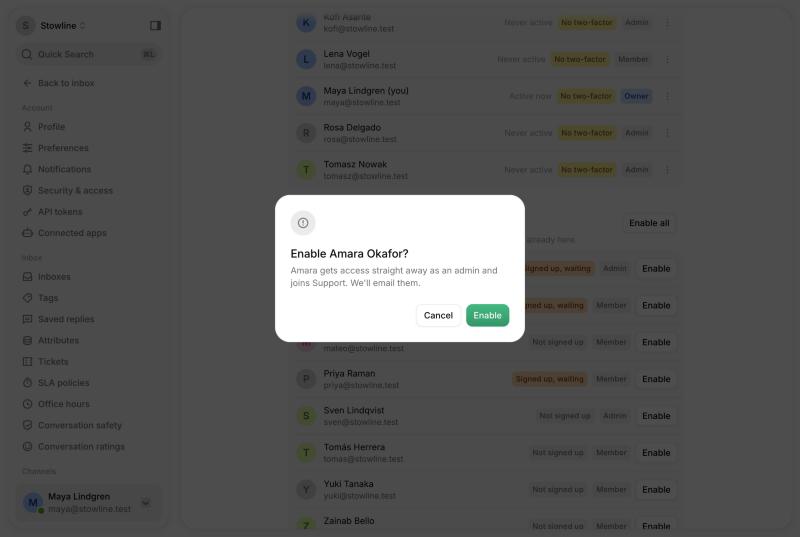 S Stowline
Quick Search ⌘L
Back to inbox
Account
Profile
Preferences
Notifications
Security & access
API tokens
Connected apps
Inbox
Inboxes
Tags
Saved replies
Attributes
Tickets
SLA policies
Office hours
Conversation safety
Conversation ratings
Channels
M Maya Lindgren
maya@stowline.test
K Kofi Asante Never active No two-factor Admin
kofi@stowline.test
L Lena Vogel Never active No two-factor Member
lena@stowline.test
M Maya Lindgren (you) Active now No two-factor Owner
maya@stowline.test
R Rosa Delgado Never active No two-factor Admin
rosa@stowline.test
T Tomasz Nowak Never active No two-factor Admin
tomasz@stowline.test
Enable all
already here.
igned up, waiting Admin Enable
ned up, waiting Member Enable
Not signed up Member Enable
mateo@stowline.test
P Priya Raman Signed up, waiting Member Enable
priya@stowline.test
S Sven Lindqvist Not signed up Admin Enable
sven@stowline.test
T Tomás Herrera Not signed up Member Enable
tomas@stowline.test
Y Yuki Tanaka Not signed up Member Enable
yuki@stowline.test
Z Zainab Bello Not signed up Member Enable
Enable Amara Okafor?
Amara gets access straight away as an admin and
joins Support. We'll email them.
Cancel Enable